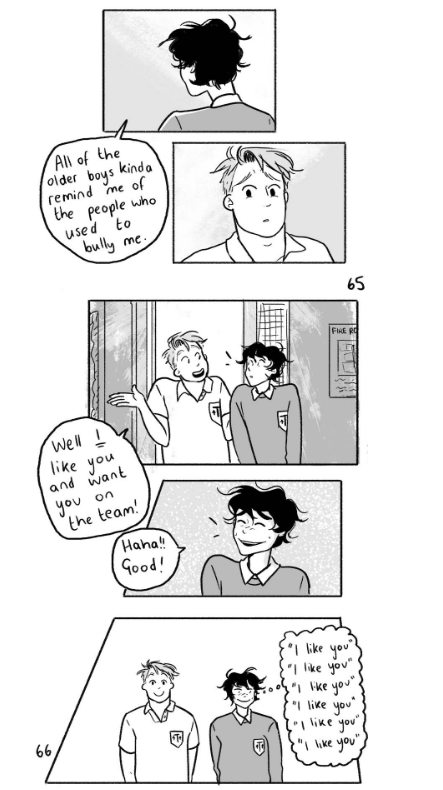 All of the
older boys kinda
remind me of
the people who
used to
bully me.
65
FIRE RO
Well I
like you
and want
you on
the team!
Haha!!
Good!
"I like you"
"I like you"
"I like you"
"I like you"
"I like you"
"I like you"
66